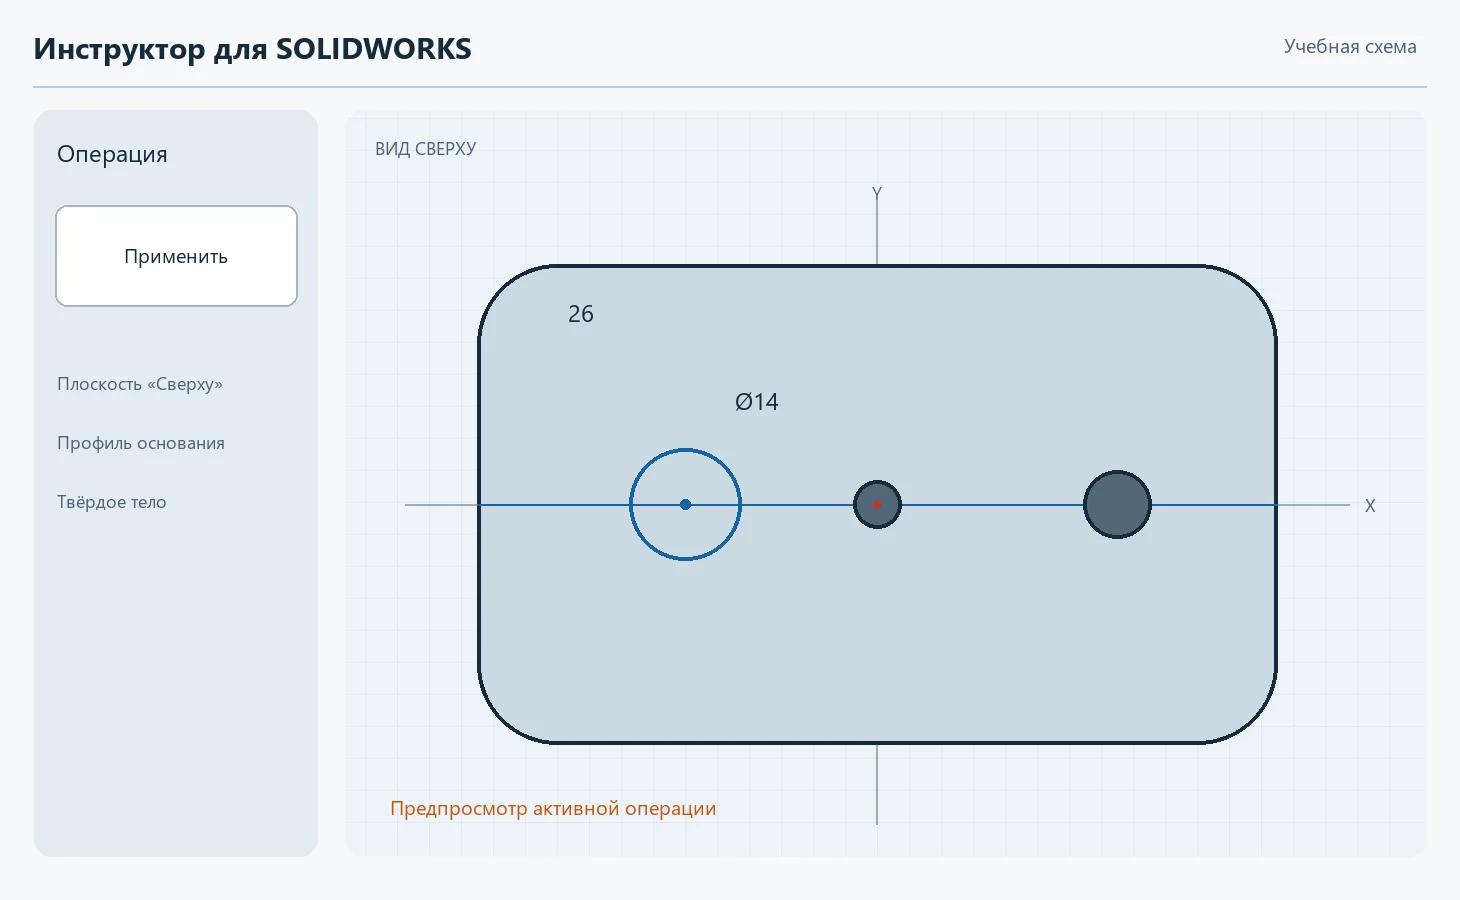 Инструктор для SOLIDWORKS
Учебная схема
Операция
Применить
Плоскость «Сверху»
Профиль основания
Твёрдое тело
ВИД СВЕРХУ
Y
26
Ø14
X
Предпросмотр активной операции